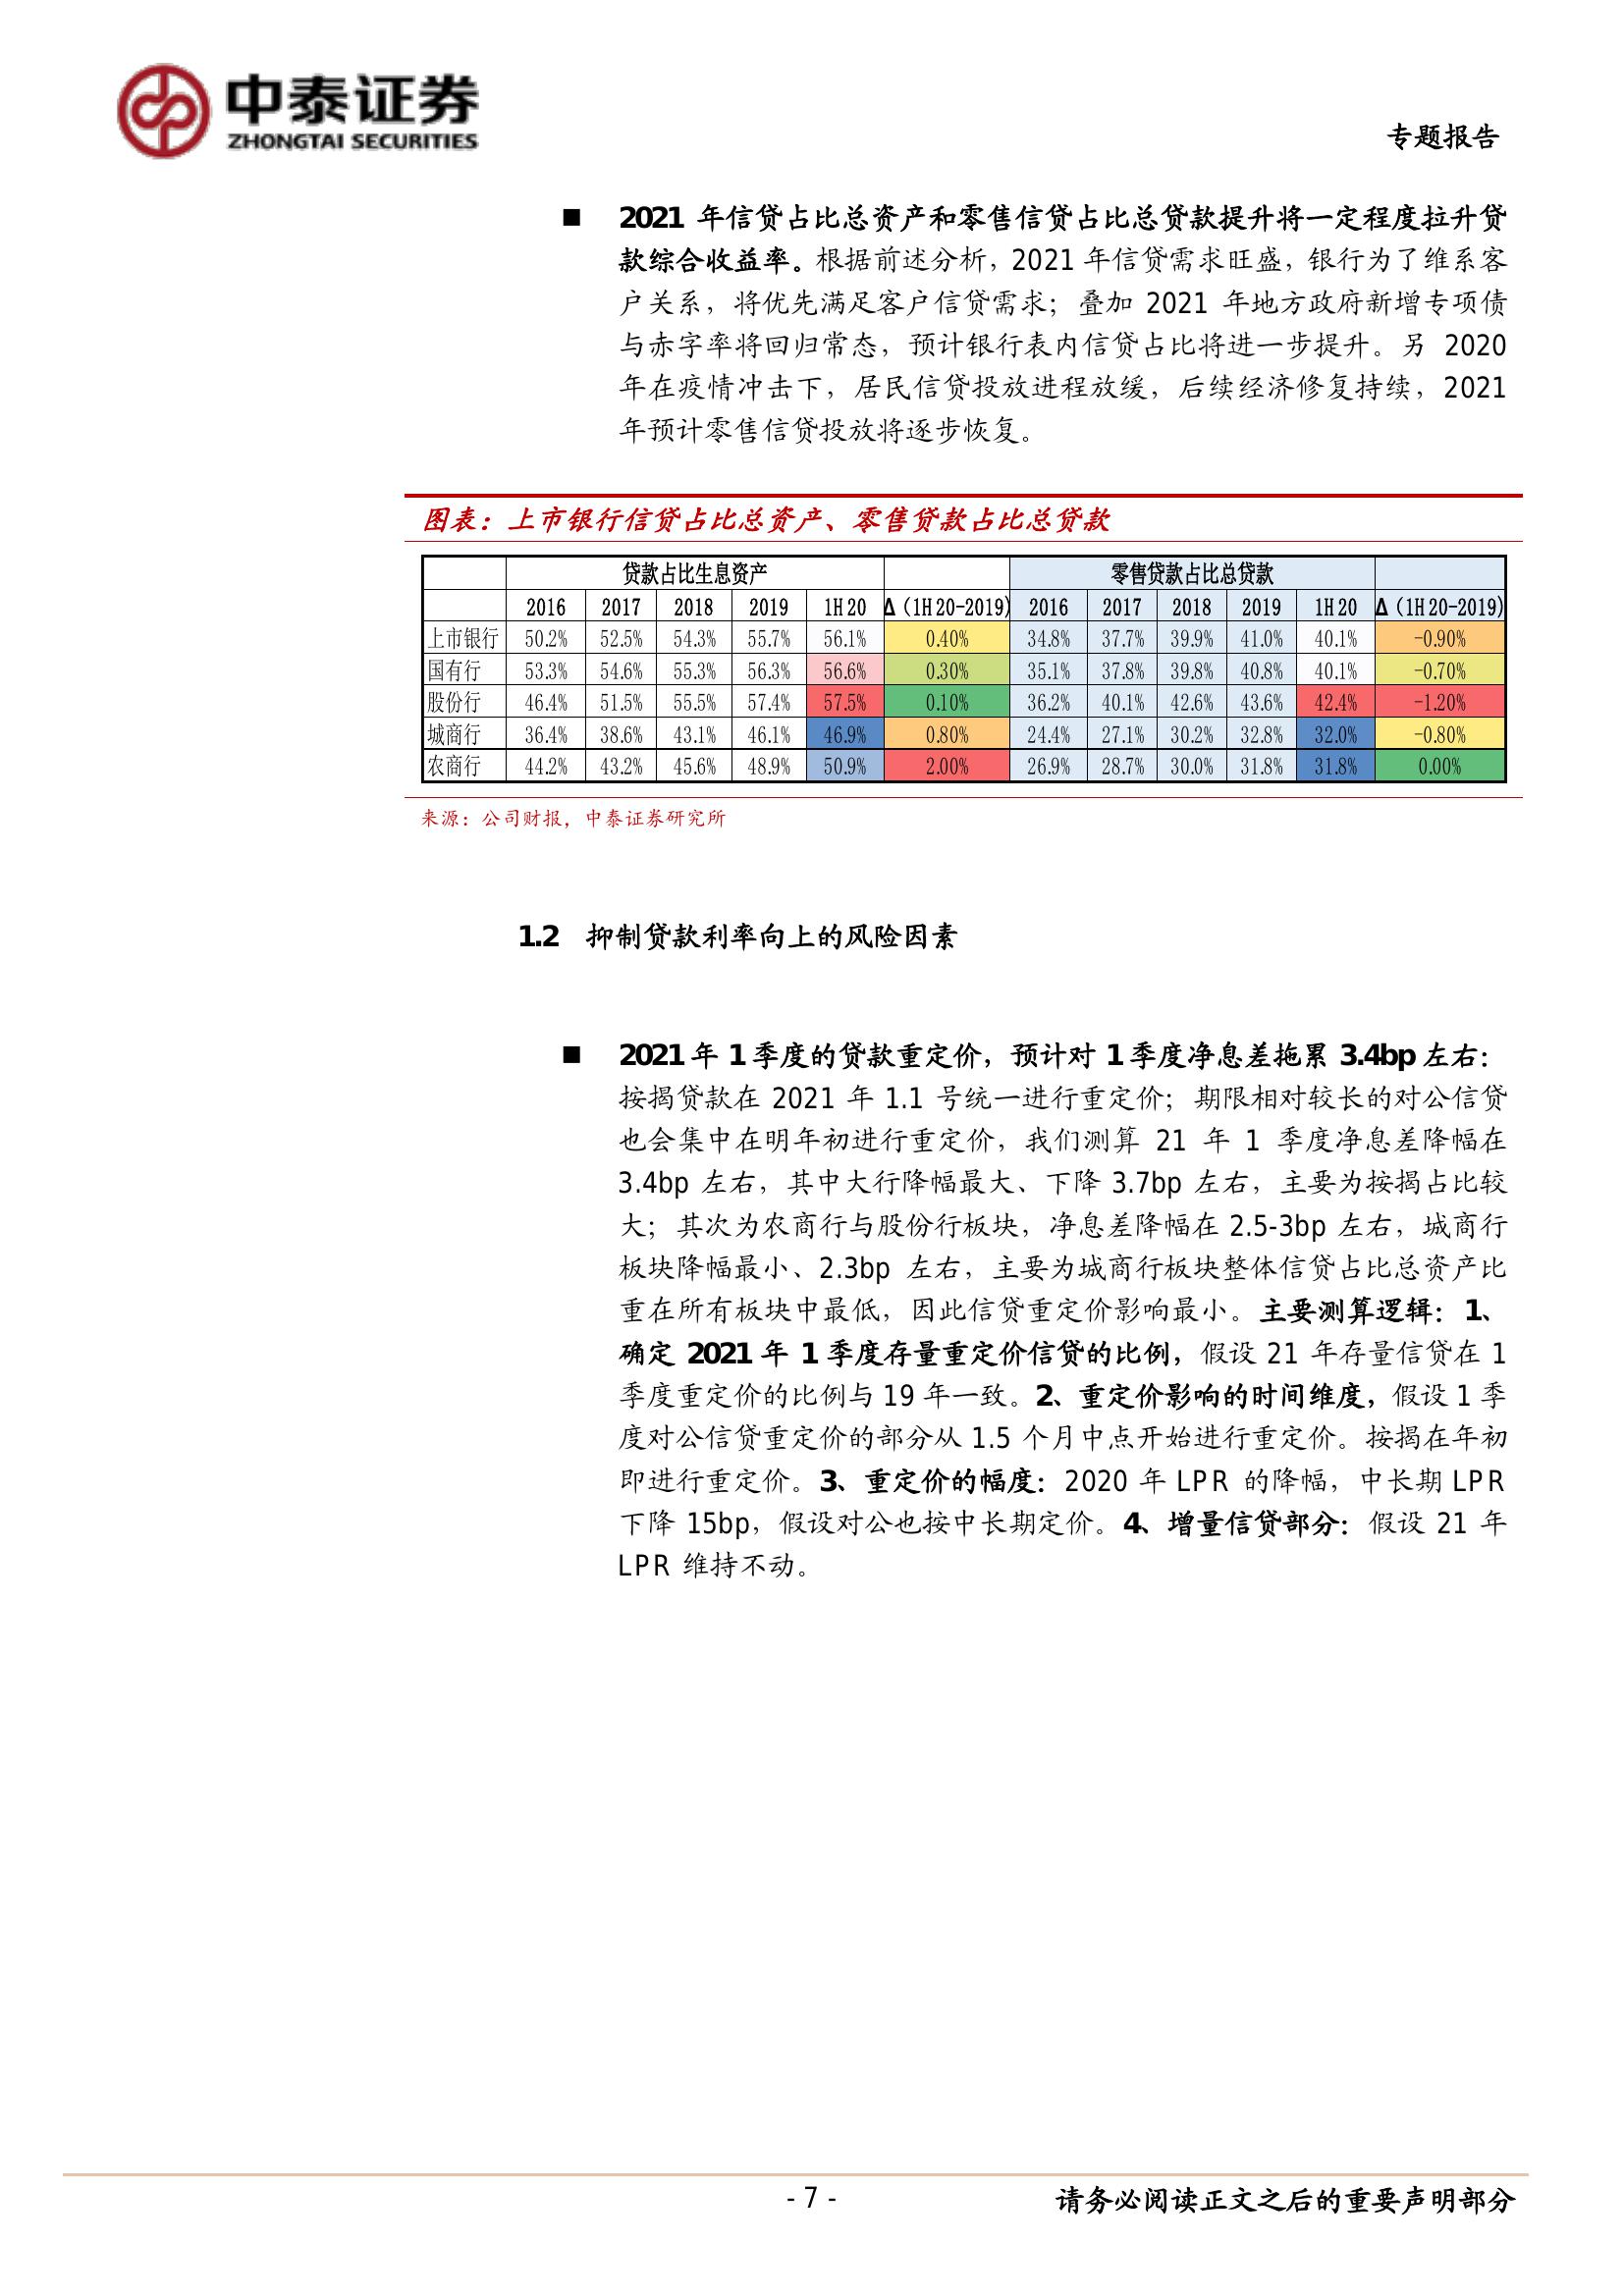 中泰证券
ZHONGTAI SECURITIES
专题报告
■ 2021 年信贷占比总资产和零售信贷占比总贷款提升将一定程度拉升贷
款综合收益率。根据前述分析，2021 年信贷需求旺盛，银行为了维系客
户关系，将优先满足客户信贷需求；叠加 2021 年地方政府新增专项债
与赤字率将回归常态，预计银行表内信贷占比将进一步提升。另 2020
年在疫情冲击下，居民信贷投放进程放缓，后续经济修复持续，2021
年预计零售信贷投放将逐步恢复。
图表：上市银行信贷占比总资产、零售贷款占比总贷款
贷款占比生息资产 零售贷款占比总贷款
2016 2017 2018 2019 1H20 Δ（1H20-2019） 2016 2017 2018 2019 1H20 Δ（1H20-2019）
上市银行 50.2% 52.5% 54.3% 55.7% 56.1% 0.40% 34.8% 37.7% 39.9% 41.0% 40.1% -0.90%
国有行 53.3% 54.6% 55.3% 56.3% 56.6% 0.30% 35.1% 37.8% 39.8% 40.8% 40.1% -0.70%
股份行 46.4% 51.5% 55.5% 57.4% 57.5% 0.10% 36.2% 40.1% 42.6% 43.6% 42.4% -1.20%
城商行 36.4% 38.6% 43.1% 46.1% 46.9% 0.80% 24.4% 27.1% 30.2% 32.8% 32.0% -0.80%
农商行 44.2% 43.2% 45.6% 48.9% 50.9% 2.00% 26.9% 28.7% 30.0% 31.8% 31.8% 0.00%
来源：公司财报，中泰证券研究所
1.2 抑制贷款利率向上的风险因素
■ 2021 年 1 季度的贷款重定价，预计对 1 季度净息差拖累 3.4bp 左右：
按揭贷款在 2021 年 1.1 号统一进行重定价；期限相对较长的对公信贷
也会集中在明年初进行重定价，我们测算 21 年 1 季度净息差降幅在
3.4bp 左右，其中大行降幅最大、下降 3.7bp 左右，主要为按揭占比较
大；其次为农商行与股份行板块，净息差降幅在 2.5-3bp 左右，城商行
板块降幅最小、2.3bp 左右，主要为城商行板块整体信贷占比总资产比
重在所有板块中最低，因此信贷重定价影响最小。主要测算逻辑：1、
确定 2021 年 1 季度存量重定价信贷的比例，假设 21 年存量信贷在 1
季度重定价的比例与 19 年一致。2、重定价影响的时间维度，假设 1 季
度对公信贷重定价的部分从 1.5 个月中点开始进行重定价。按揭在年初
即进行重定价。3、重定价的幅度：2020 年 LPR 的降幅，中长期 LPR
下降 15bp，假设对公也按中长期定价。4、增量信贷部分：假设 21 年
LPR 维持不动。
- 7 -
请务必阅读正文之后的重要声明部分